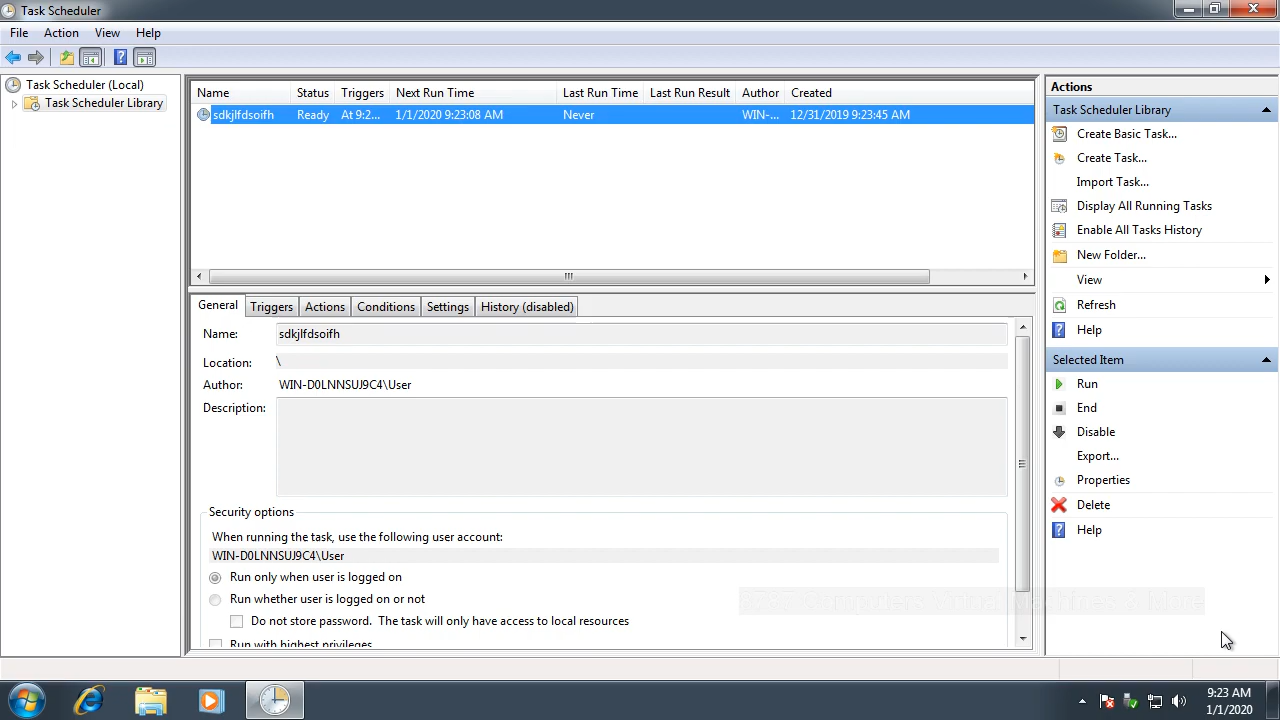 Task Scheduler
File Action View Help
Task Scheduler (Local)
Task Scheduler Library
Name Status Triggers Next Run Time Last Run Time Last Run Result Author Created
sdkjlfdsoifh Ready At 9:2... 1/1/2020 9:23:08 AM Never WIN-... 12/31/2019 9:23:45 AM
General Triggers Actions Conditions Settings History (disabled)
Name: sdkjlfdsoifh
Location: \
Author: WIN-D0LNNSUJ9C4\User
Description:
Security options
When running the task, use the following user account:
WIN-D0LNNSUJ9C4\User
Run only when user is logged on
Run whether user is logged on or not
Do not store password. The task will only have access to local resources
Run with highest privileges
Actions
Task Scheduler Library
Create Basic Task...
Create Task...
Import Task...
Display All Running Tasks
Enable All Tasks History
New Folder...
View
Refresh
Help
Selected Item
Run
End
Disable
Export...
Properties
Delete
Help
Computers Virtual Machines & More
9:23 AM
1/1/2020